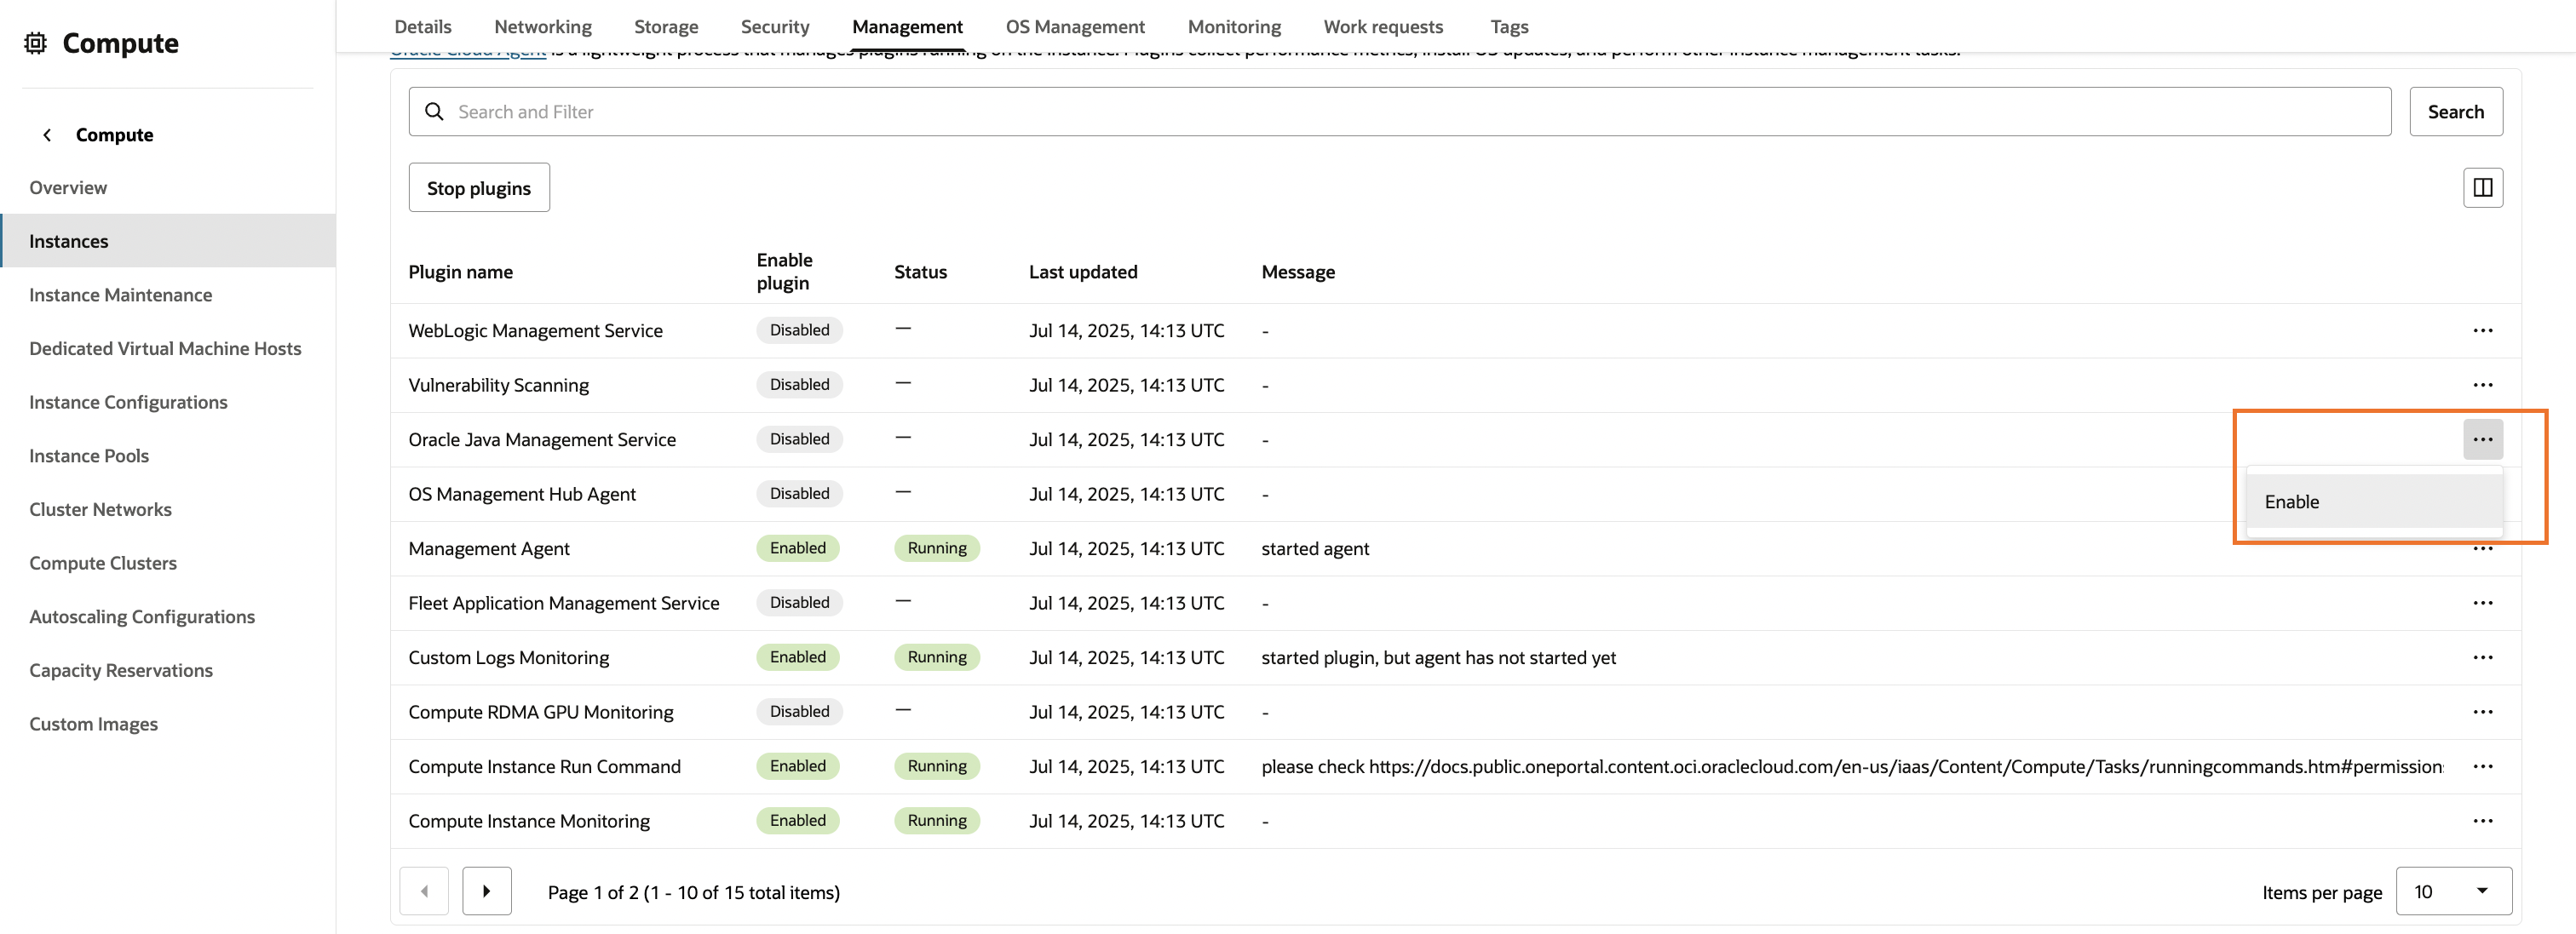 Compute
Compute
Overview
Instances
Instance Maintenance
Dedicated Virtual Machine Hosts
Instance Configurations
Instance Pools
Cluster Networks
Compute Clusters
Autoscaling Configurations
Capacity Reservations
Custom Images
Details Networking Storage Security Management OS Management Monitoring Work requests Tags
Oracle Cloud Agent is a lightweight process that manages plugins running on the instance. Plugins collect performance metrics, install OS updates, and perform other instance management tasks.
Search and Filter Search
Stop plugins
Plugin name Enable plugin Status Last updated Message
WebLogic Management Service Disabled — Jul 14, 2025, 14:13 UTC - ...
Vulnerability Scanning Disabled — Jul 14, 2025, 14:13 UTC - ...
Oracle Java Management Service Disabled — Jul 14, 2025, 14:13 UTC - ...
OS Management Hub Agent Disabled — Jul 14, 2025, 14:13 UTC -
Enable
Management Agent Enabled Running Jul 14, 2025, 14:13 UTC started agent ...
Fleet Application Management Service Disabled — Jul 14, 2025, 14:13 UTC - ...
Custom Logs Monitoring Enabled Running Jul 14, 2025, 14:13 UTC started plugin, but agent has not started yet ...
Compute RDMA GPU Monitoring Disabled — Jul 14, 2025, 14:13 UTC - ...
Compute Instance Run Command Enabled Running Jul 14, 2025, 14:13 UTC please check https://docs.public.oneportal.content.oci.oraclecloud.com/en-us/iaas/Content/Compute/Tasks/runningcommands.htm#permission ...
Compute Instance Monitoring Enabled Running Jul 14, 2025, 14:13 UTC - ...
Page 1 of 2 (1 - 10 of 15 total items) Items per page 10